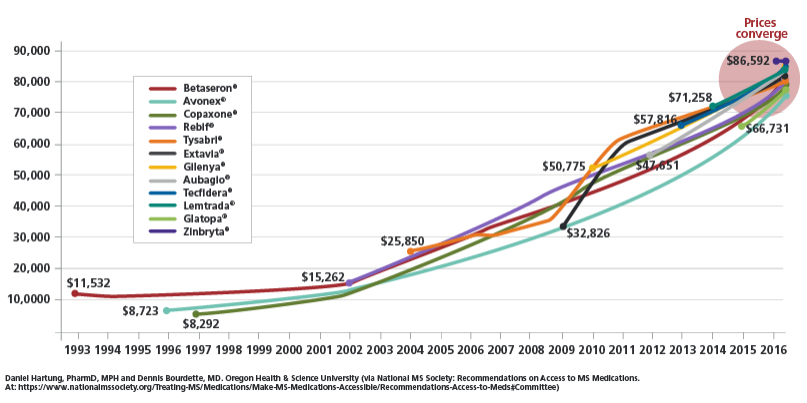 Prices
converge
90,000
80,000
70,000
60,000
50,000
40,000
30,000
20,000
10,0000
Betaseron®
Avonex®
Copaxone®
Rebif®
Tysabri®
Extavia®
Gilenya®
Aubagio®
Tecfidera®
Lemtrada®
Glatopa®
Zinbryta®
$86,592
$71,258
$57,816
$66,731
$50,775
$47,651
$32,826
$25,850
$15,262
$11,532
$8,723
$8,292
1993 1994 1995 1996 1997 1998 1999 2000 2001 2002 2003 2004 2005 2006 2007 2008 2009 2010 2011 2012 2013 2014 2015 2016
Daniel Hartung, PharmD, MPH and Dennis Bourdette, MD. Oregon Health & Science University (via National MS Society: Recommendations on Access to MS Medications.
At: https://www.nationalmssociety.org/Treating-MS/Medications/Make-MS-Medications-Accessible/Recommendations-Access-to-Meds#Committee)